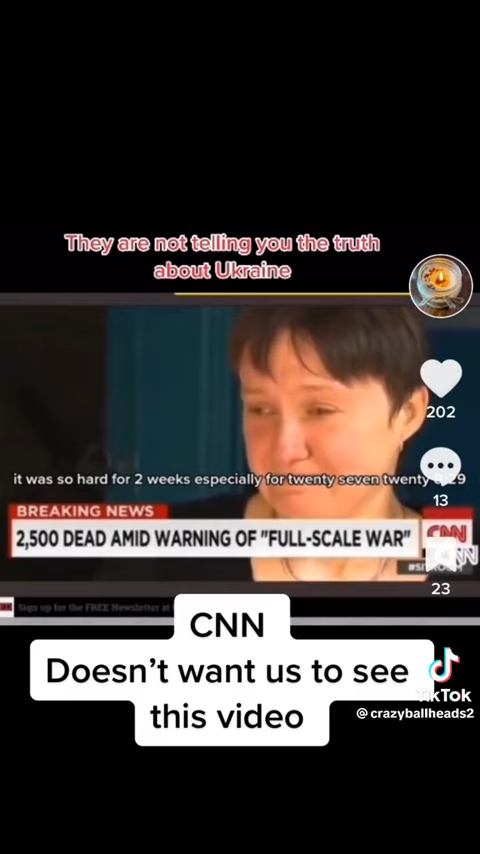 They are not telling you the truth
about Ukraine
202
it was so hard for 2 weeks especially for twenty seven twenty 29
BREAKING NEWS
2,500 DEAD AMID WARNING OF "FULL-SCALE WAR"
CNN
13
23
Sign up for the FREE Newsletter at
CNN
Doesn't want us to see
this video
TikTok
@crazyballheads2